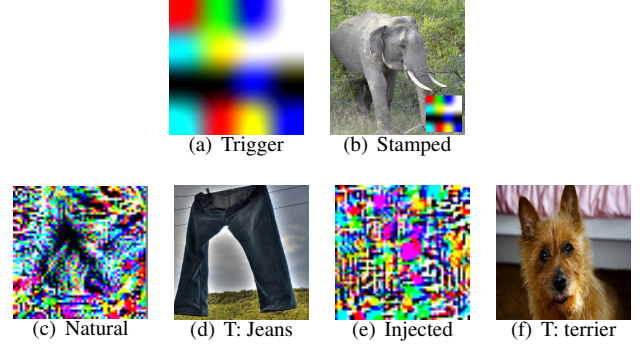 (a) Trigger
(b) Stamped
(c) Natural
(d) T: Jeans
(e) Injected
(f) T: terrier